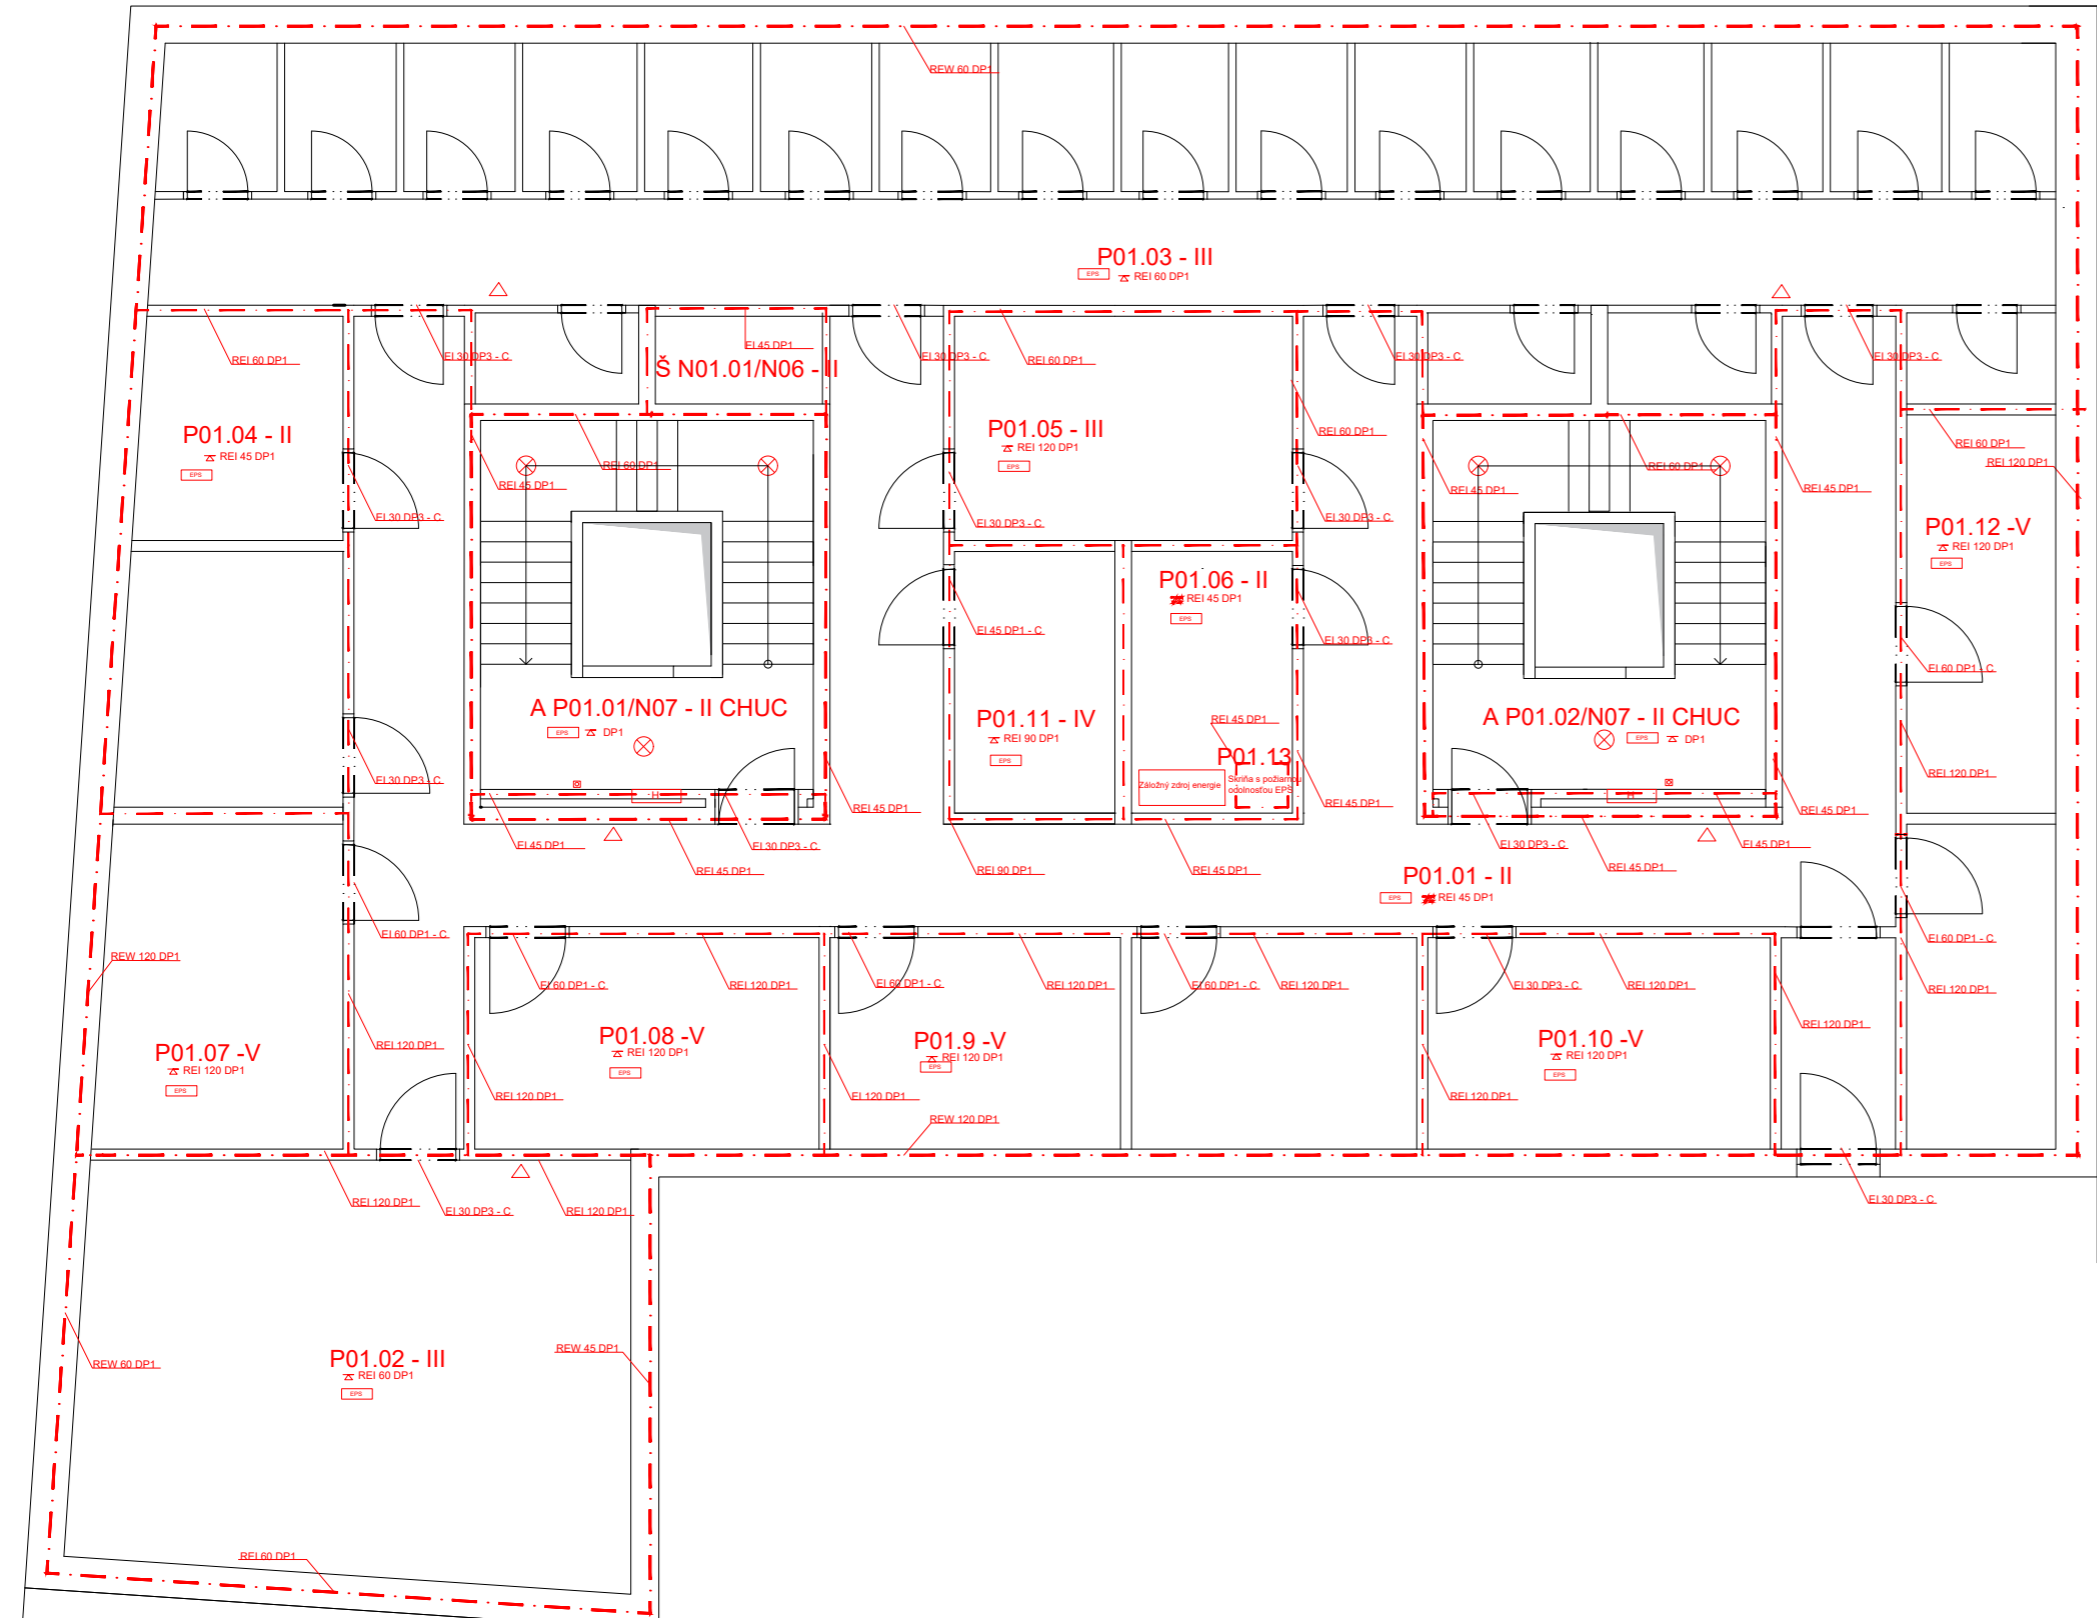 REW 60 DP1
P01.03 - III
EPS REI 60 DP1
REI 60 DP1
EI 30 DP3 - C
EI 45 DP1
Š N01.01/N06 - II
EI 30 DP3 - C
REI 60 DP1
EI 30 DP3 - C
EI 30 DP3 - C
P01.04 - II
REI 45 DP1
EPS
REI 60 DP1
REI 45 DP1
EI 30 DP3 - C
P01.05 - III
REI 120 DP1
EPS
EI 30 DP3 - C
REI 60 DP1
EI 30 DP3 - C
REI 60 DP1
REI 45 DP1
REI 45 DP1
REI 60 DP1
REI 120 DP1
P01.12 -V
REI 120 DP1
EPS
P01.06 - II
REI 45 DP1
EPS
EI 45 DP1 - C
EI 30 DP3 - C
EI 60 DP1 - C
A P01.01/N07 - II CHUC
EPS DP1
P01.11 - IV
REI 90 DP1
EPS
REI 45 DP1
P01.13
Záložný zdroj energie
Skriňa s požiarnou
odolnosťou EPS
A P01.02/N07 - II CHUC
EPS DP1
EI 30 DP3 - C
H
REI 45 DP1
REI 45 DP1
H
REI 45 DP1
REI 120 DP1
EI 45 DP1
REI 45 DP1
EI 30 DP3 - C
REI 90 DP1
REI 45 DP1
EI 30 DP3 - C
REI 45 DP1
EI 45 DP1
P01.01 - II
EPS REI 45 DP1
EI 60 DP1 - C
EI 60 DP1 - C
REW 120 DP1
EI 60 DP1 - C
REI 120 DP1
EI 60 DP1 - C
REI 120 DP1
EI 60 DP1 - C
REI 120 DP1
EI 30 DP3 - C
REI 120 DP1
REI 120 DP1
REI 120 DP1
P01.07 -V
REI 120 DP1
EPS
REI 120 DP1
P01.08 -V
REI 120 DP1
EPS
P01.9 -V
REI 120 DP1
EPS
P01.10 -V
REI 120 DP1
EPS
REI 120 DP1
EI 120 DP1
REI 120 DP1
REW 120 DP1
REI 120 DP1
EI 30 DP3 - C
REI 120 DP1
EI 30 DP3 - C
REW 60 DP1
P01.02 - III
REI 60 DP1
EPS
REW 45 DP1
REI 60 DP1